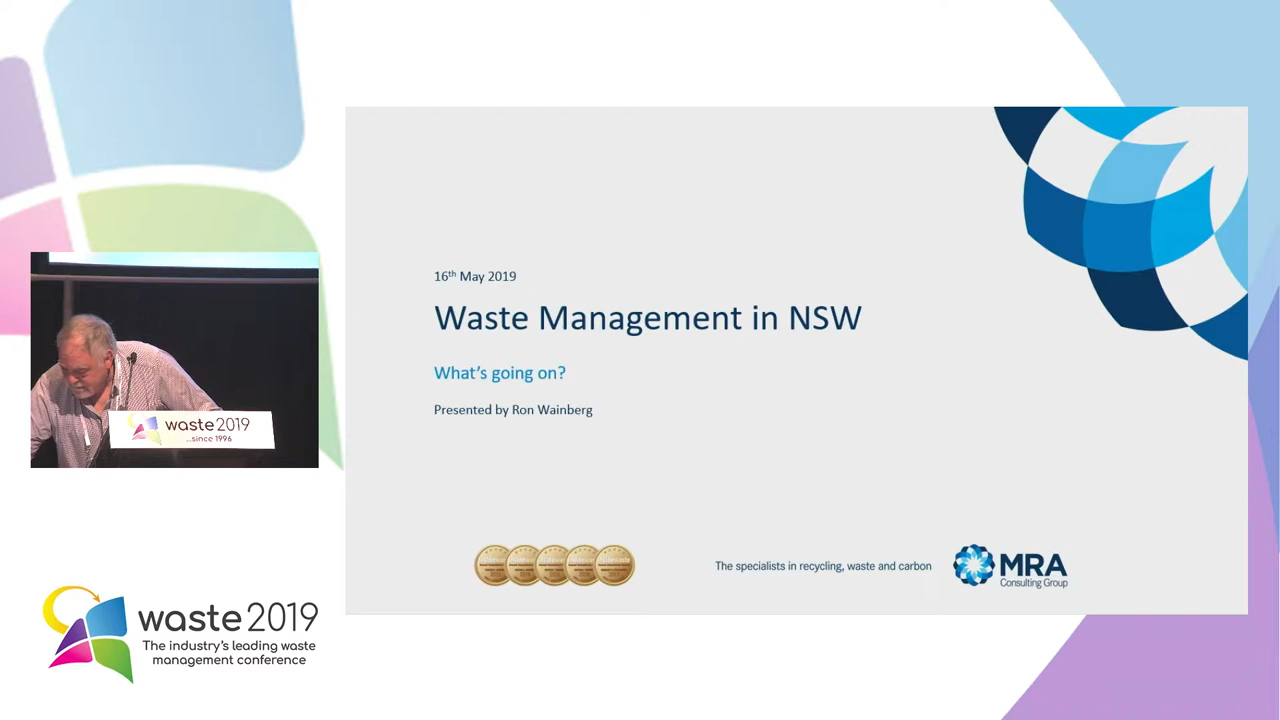 16th May 2019
Waste Management in NSW
What's going on?
Presented by Ron Wainberg
The specialists in recycling, waste and carbon
MRA
Consulting Group
waste2019
...since 1996
waste2019
The industry's leading waste
management conference